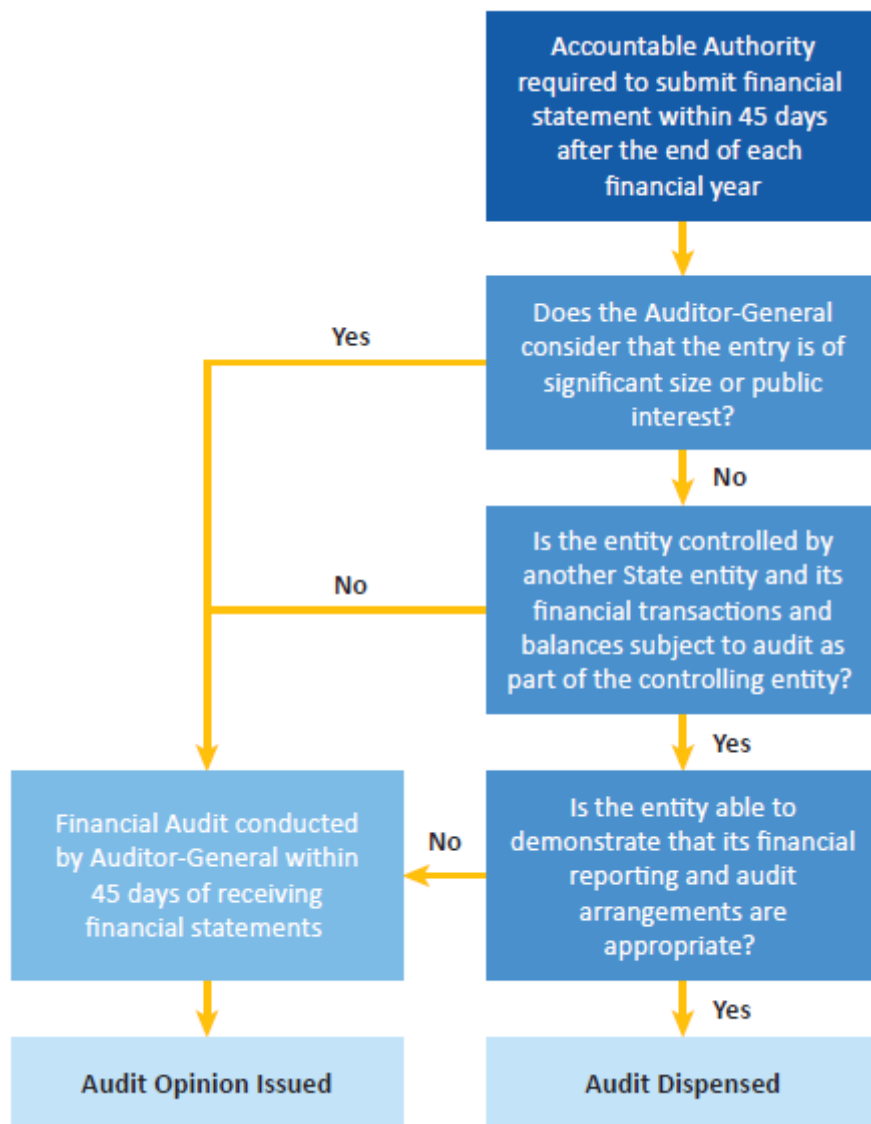 Accountable Authority
required to submit financial
statement within 45 days
after the end of each
financial year
Yes
Does the Auditor-General
consider that the entry is of
significant size or public
interest?
No
No
Is the entity controlled by
another State entity and its
financial transactions and
balances subject to audit as
part of the controlling entity?
Yes
Financial Audit conducted
by Auditor-General within
45 days of receiving
financial statements
No
Is the entity able to
demonstrate that its financial
reporting and audit
arrangements are
appropriate?
Yes
Audit Opinion Issued
Audit Dispensed